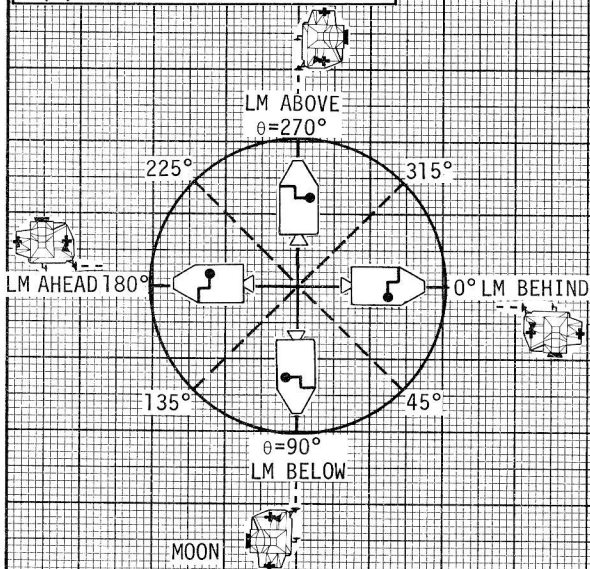 LM ABOVE
θ=270°
225°
315°
LM AHEAD 180°
0° LM BEHIND
135°
45°
θ=90°
LM BELOW
MOON